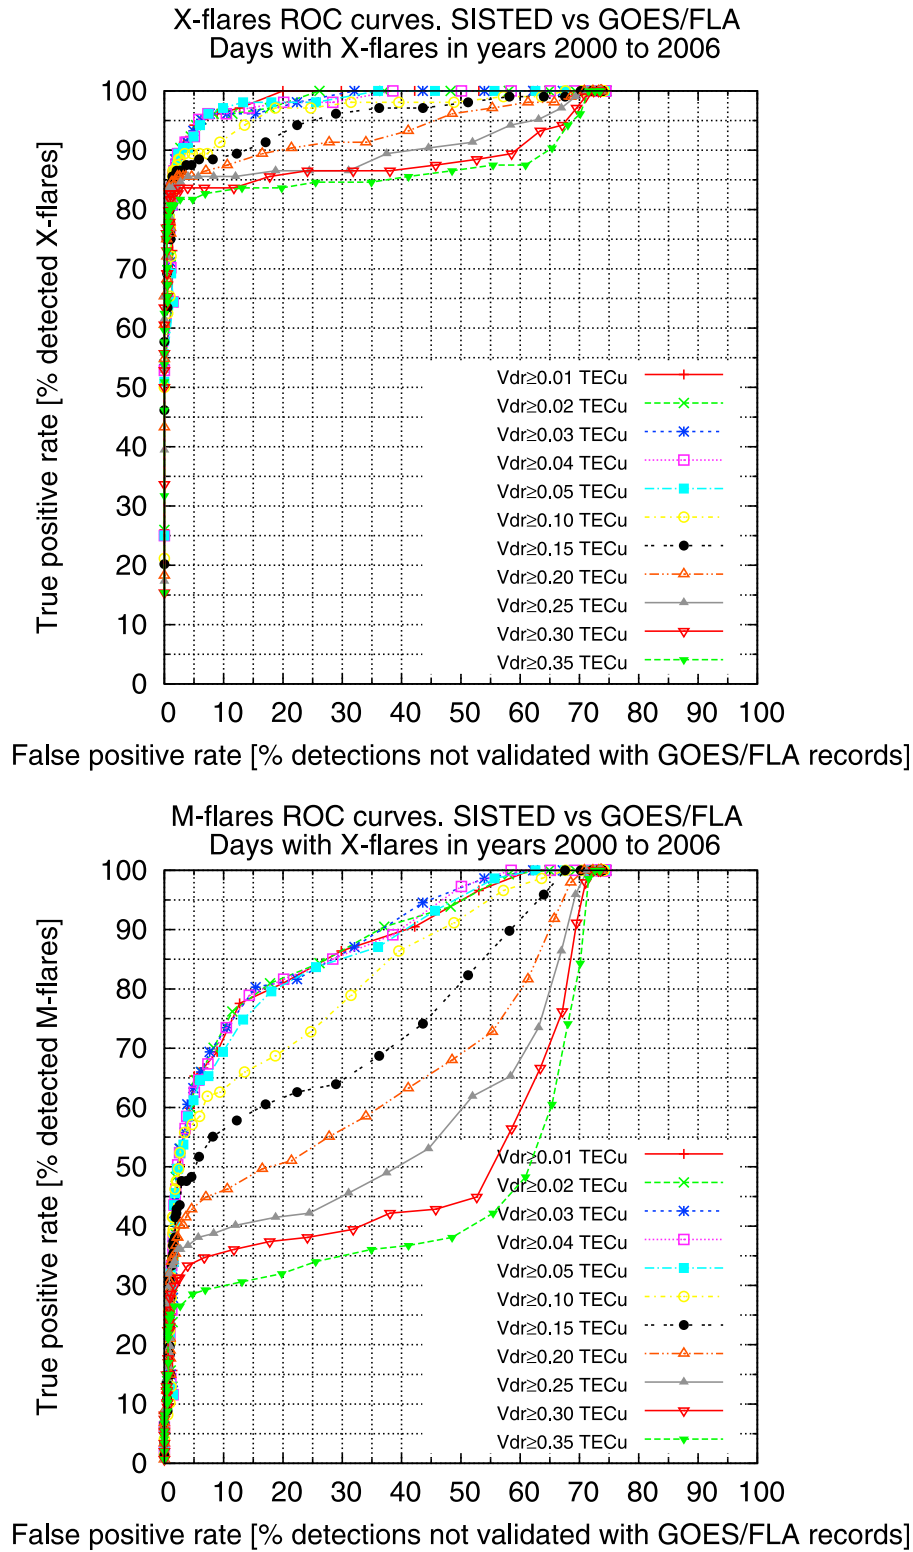 X-flares ROC curves. SISTED vs GOES/FLA
Days with X-flares in years 2000 to 2006
100
90
80
70
60
50
40
30
20
10
0
True positive rate [% detected X-flares]
Vdr≥0.01 TECu
Vdr≥0.02 TECu
Vdr≥0.03 TECu
Vdr≥0.04 TECu
Vdr≥0.05 TECu
Vdr≥0.10 TECu
Vdr≥0.15 TECu
Vdr≥0.20 TECu
Vdr≥0.25 TECu
Vdr≥0.30 TECu
Vdr≥0.35 TECu
0 10 20 30 40 50 60 70 80 90 100
False positive rate [% detections not validated with GOES/FLA records]
M-flares ROC curves. SISTED vs GOES/FLA
Days with X-flares in years 2000 to 2006
100
90
80
70
60
50
40
30
20
10
0
True positive rate [% detected M-flares]
Vdr≥0.01 TECu
Vdr≥0.02 TECu
Vdr≥0.03 TECu
Vdr≥0.04 TECu
Vdr≥0.05 TECu
Vdr≥0.10 TECu
Vdr≥0.15 TECu
Vdr≥0.20 TECu
Vdr≥0.25 TECu
Vdr≥0.30 TECu
Vdr≥0.35 TECu
0 10 20 30 40 50 60 70 80 90 100
False positive rate [% detections not validated with GOES/FLA records]